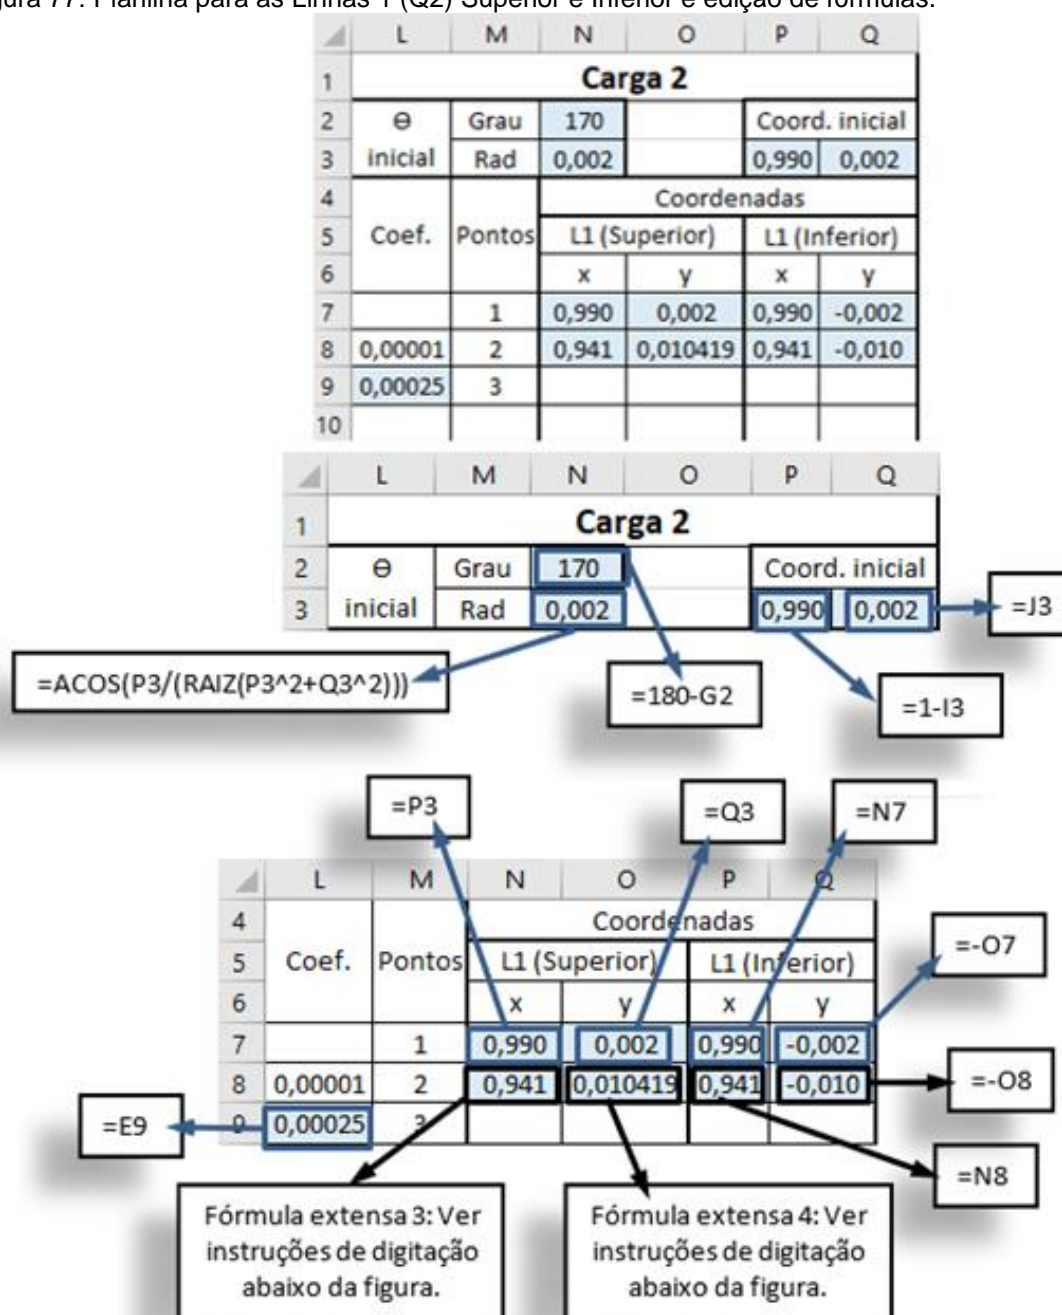 gura 77: Planilha para as Linhas 1 (Q2) Superior e Inferior e edição de fórmulas.
L M N O P Q
1 Carga 2
2 ϴ Grau 170 Coord. inicial
3 inicial Rad 0,002 0,990 0,002
4 Coordenadas
5 Coef. Pontos L1 (Superior) L1 (Inferior)
6 x y x y
7 1 0,990 0,002 0,990 -0,002
8 0,00001 2 0,941 0,010419 0,941 -0,010
9 0,00025 3
10
L M N O P Q
1 Carga 2
2 ϴ Grau 170 Coord. inicial
3 inicial Rad 0,002 0,990 0,002
=J3
=ACOS(P3/(RAIZ(P3^2+Q3^2)))
=180-G2
=1-I3
=P3
=Q3
=N7
L M N O P Q
4 Coordenadas
5 Coef. Pontos L1 (Superior) L1 (Inferior)
=-O7
6 x y x y
7 1 0,990 0,002 0,990 -0,002
8 0,00001 2 0,941 0,010419 0,941 -0,010
=-O8
=E9
9 0,00025 3
=N8
Fórmula extensa 3: Ver
instruções de digitação
abaixo da figura.
Fórmula extensa 4: Ver
instruções de digitação
abaixo da figura.